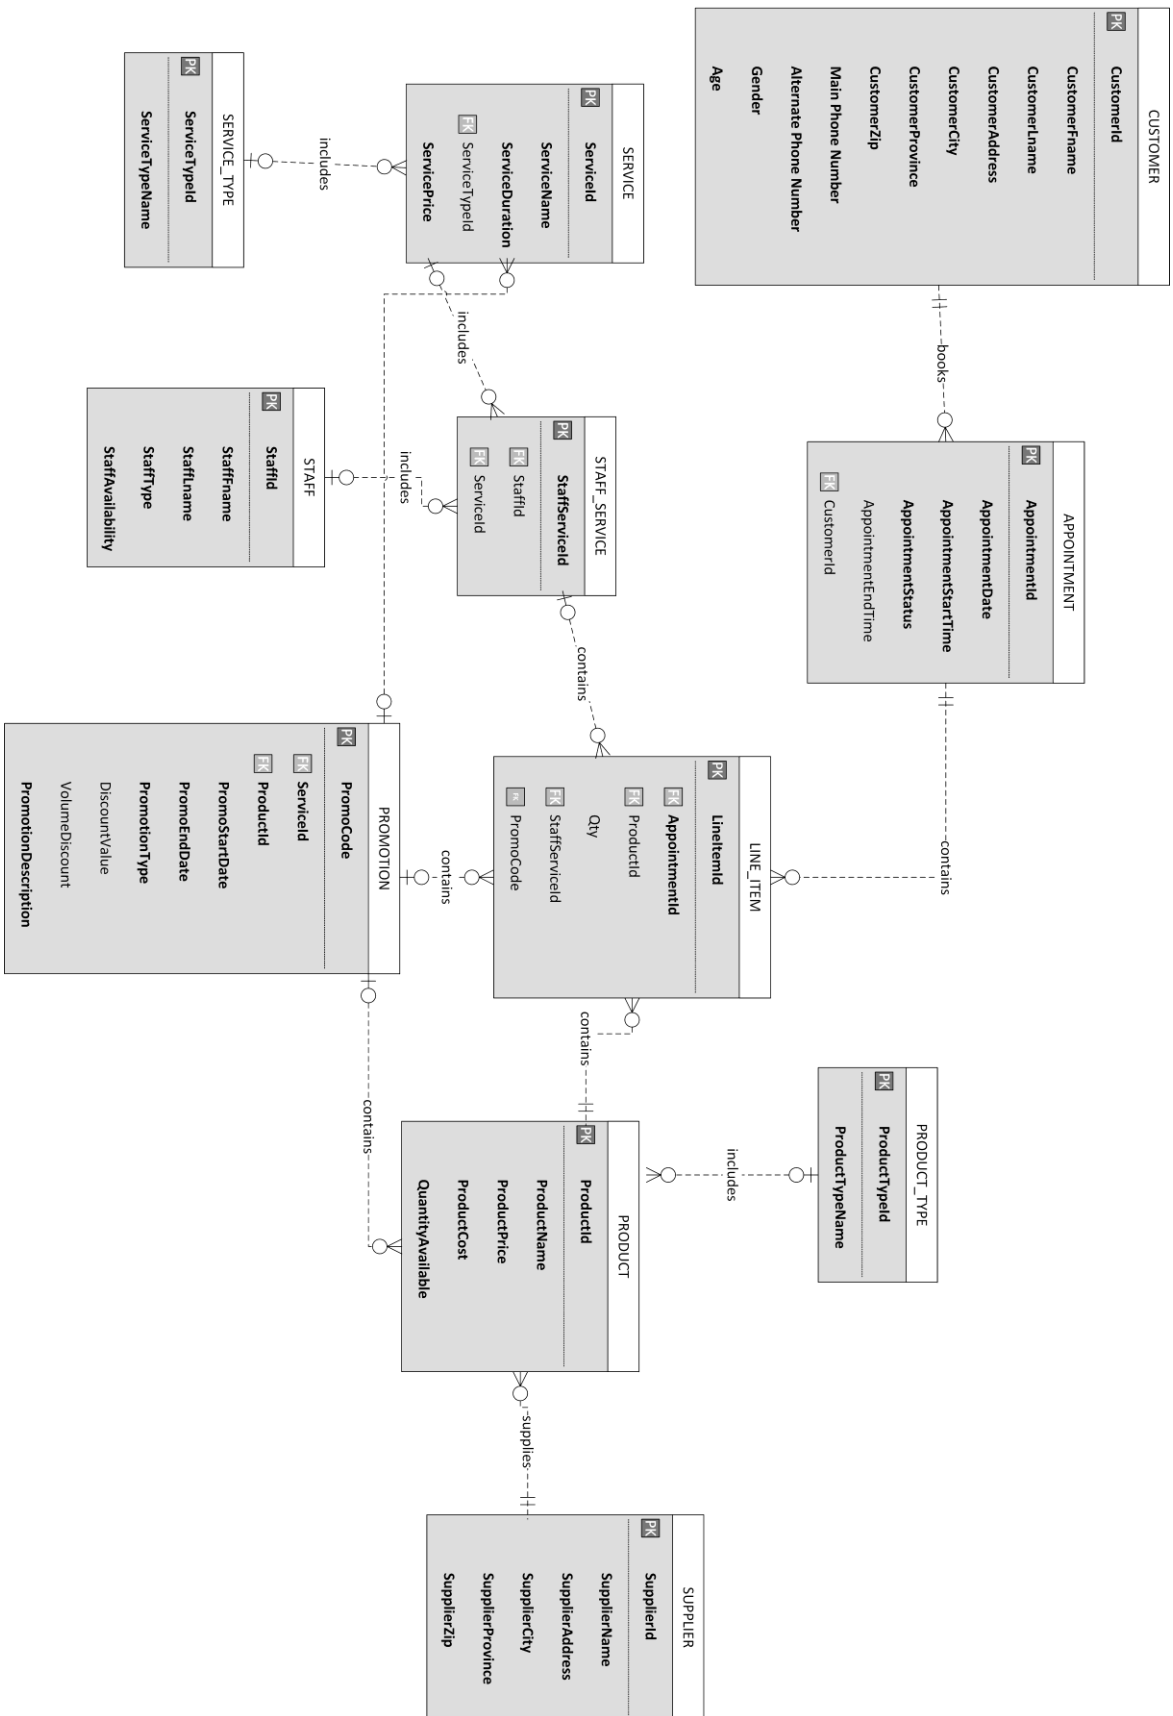 CUSTOMER
PK CustomerId
CustomerFname
CustomerLname
CustomerAddress
CustomerCity
CustomerProvince
CustomerZip
Main Phone Number
Alternate Phone Number
Gender
Age
books
APPOINTMENT
PK AppointmentId
AppointmentDate
AppointmentStartTime
AppointmentStatus
AppointmentEndTime
FK CustomerId
contains
PRODUCT_TYPE
PK ProductTypeId
ProductTypeName
includes
SERVICE
PK ServiceId
ServiceName
ServiceDuration
FK ServiceTypeId
ServicePrice
includes
STAFF_SERVICE
PK StaffServiceId
FK StaffId
FK ServiceId
contains
LINE_ITEM
PK LineItemId
FK AppointmentId
FK ProductId
Qty
FK StaffServiceId
FK PromoCode
contains
PRODUCT
PK ProductId
ProductName
ProductPrice
ProductCost
QuantityAvailable
supplies
SUPPLIER
PK SupplierId
SupplierName
SupplierAddress
SupplierCity
SupplierProvince
SupplierZip
includes
SERVICE_TYPE
PK ServiceTypeId
ServiceTypeName
includes
STAFF
PK StaffId
StaffFname
StaffLname
StaffType
StaffAvailability
contains
PROMOTION
PK PromoCode
FK ServiceId
FK ProductId
PromoStartDate
PromoEndDate
PromotionType
DiscountValue
VolumeDiscount
PromotionDescription
contains